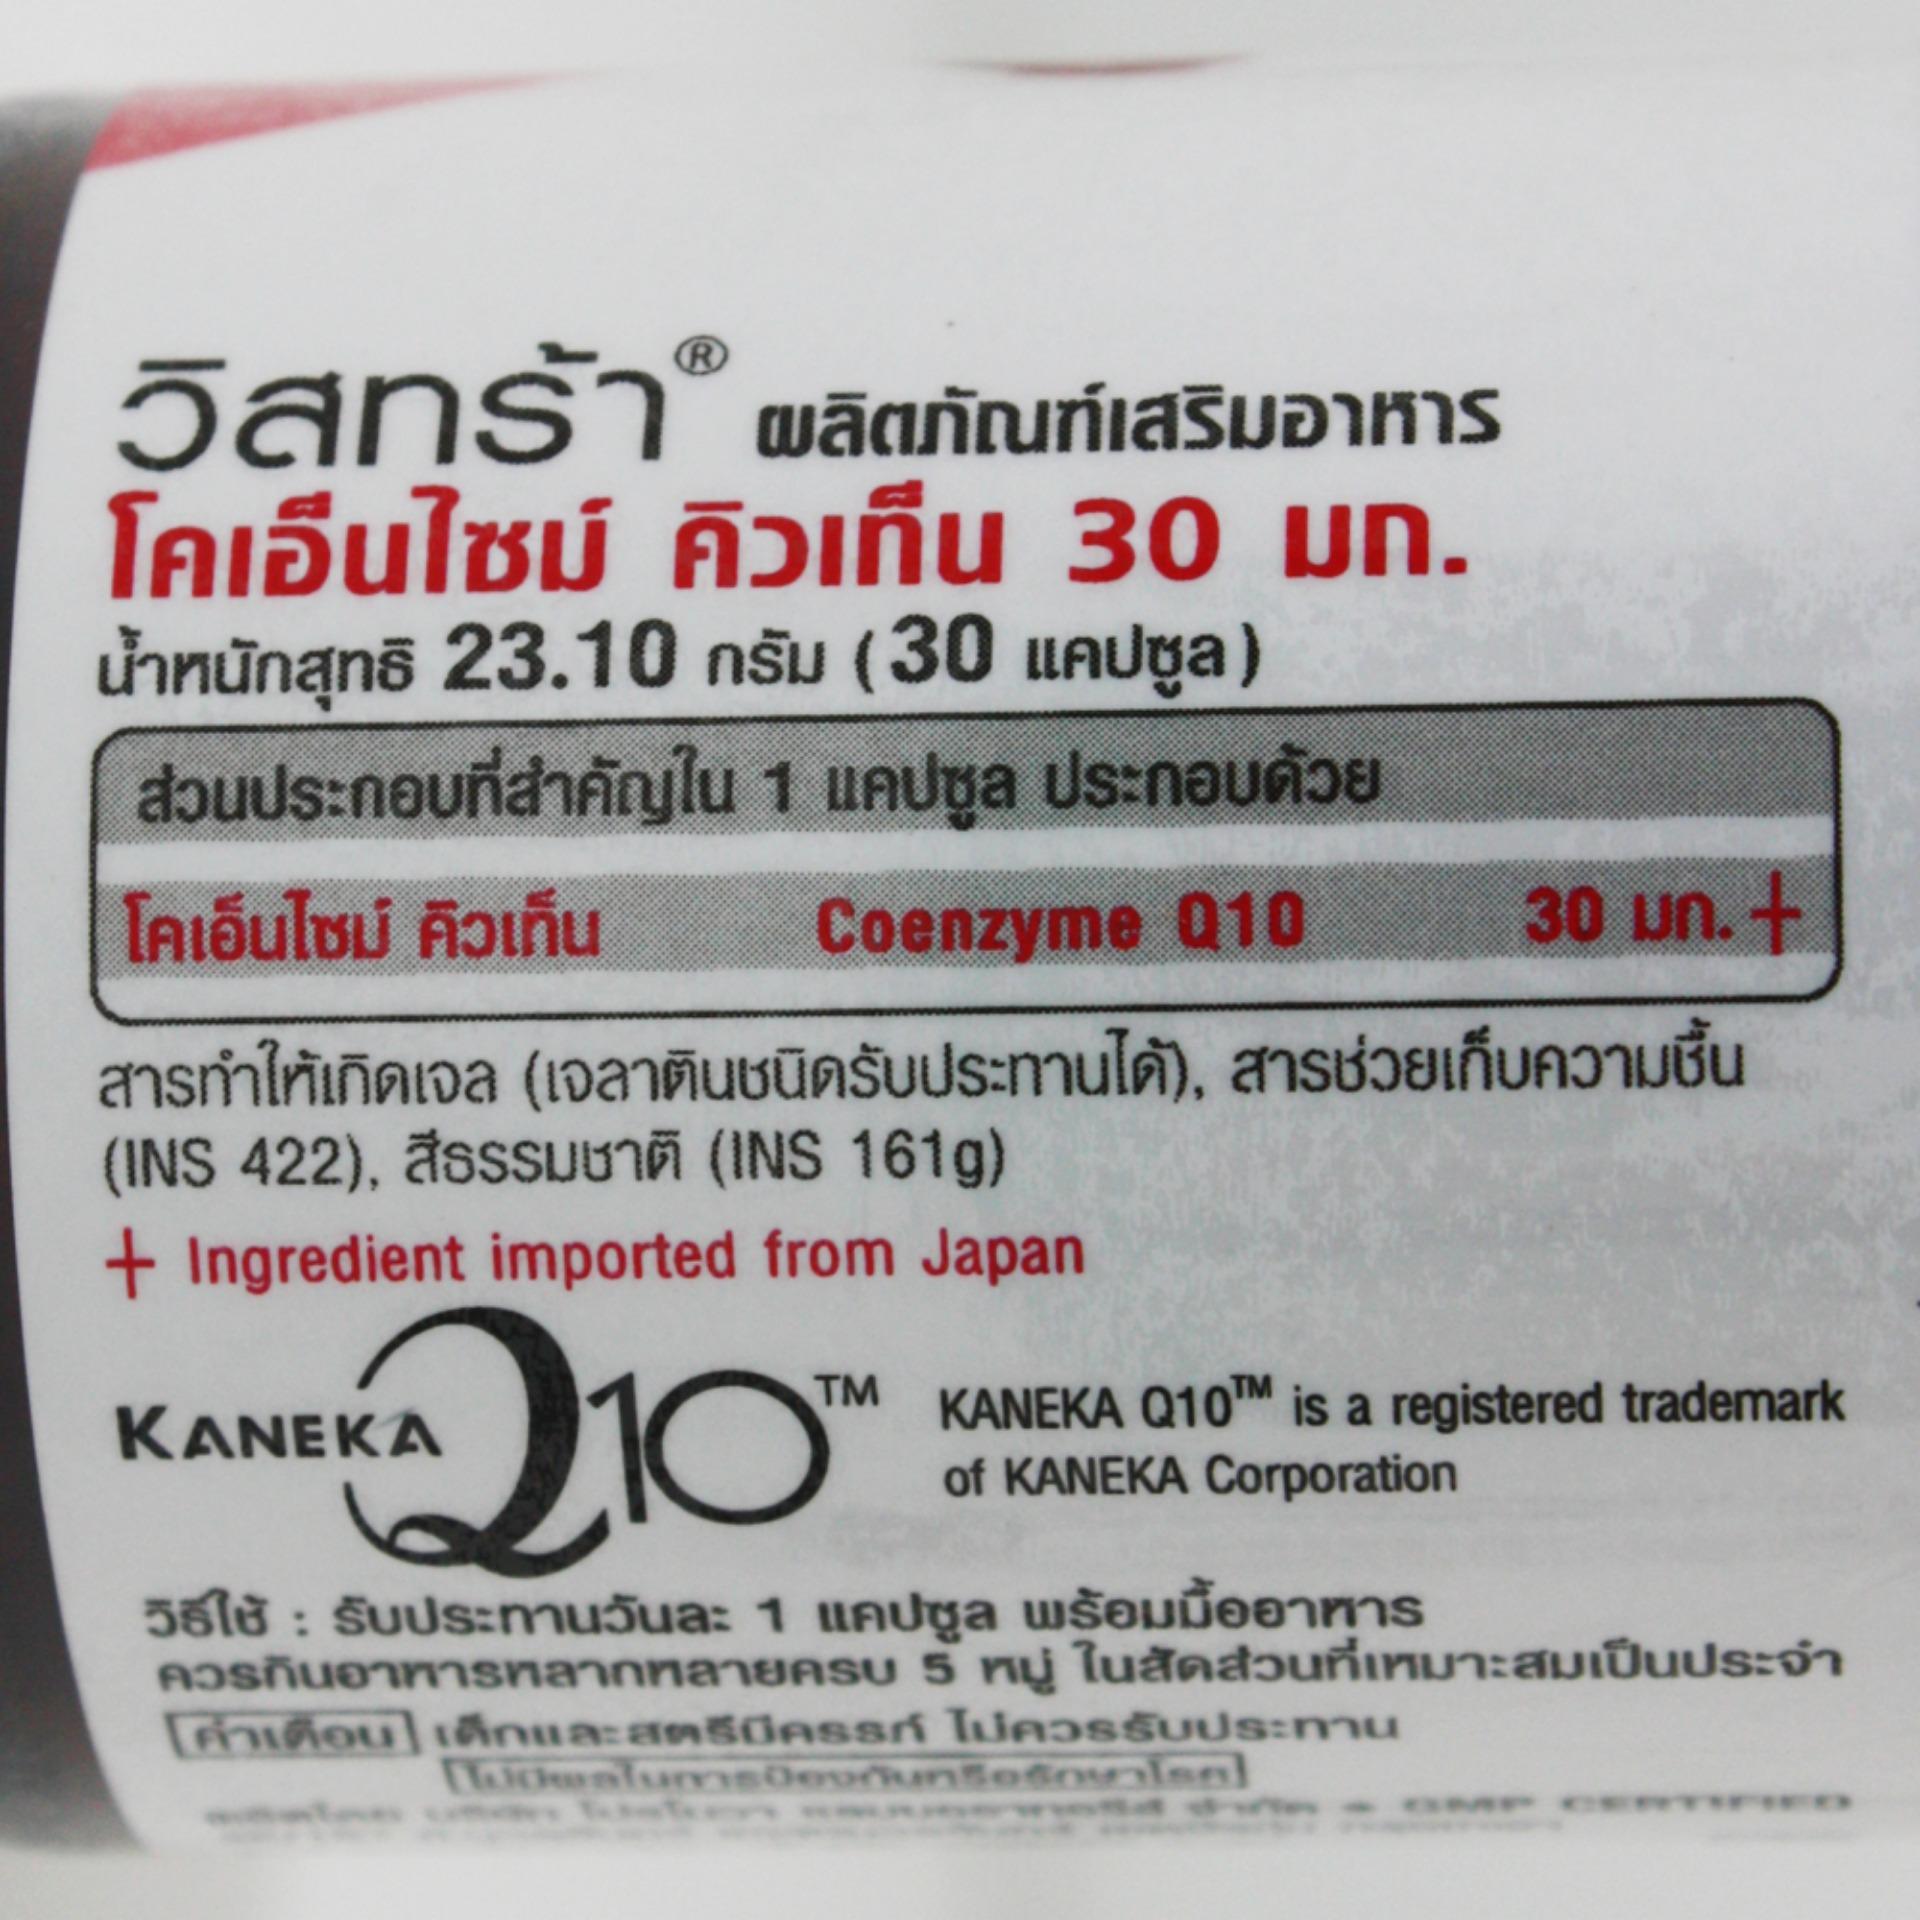 วิสทร้า® ผลิตภัณฑ์เสริมอาหาร
โคเอ็นไซม์ คิวเท็น 30 มก.
น้ำหนักสุทธิ 23.10 กรัม (30 แคปซูล)
ส่วนประกอบที่สำคัญใน 1 แคปซูล ประกอบด้วย
โคเอ็นไซม์ คิวเท็น Coenzyme Q10 30 มก.+
สารทำให้เกิดเจล (เจลาตินชนิดรับประทานได้), สารช่วยเก็บความชื้น
(INS 422), สีธรรมชาติ (INS 161g)
+ Ingredient imported from Japan
KANEKA Q10™
KANEKA Q10™ is a registered trademark
of KANEKA Corporation
วิธีใช้ : รับประทานวันละ 1 แคปซูล พร้อมมื้ออาหาร
ควรกินอาหารหลากหลายครบ 5 หมู่ ในสัดส่วนที่เหมาะสมเป็นประจำ
คำเตือน เด็กและสตรีมีครรภ์ ไม่ควรรับประทาน
ไม่มีผลในการป้องกันหรือรักษาโรค
ผลิตโดย บริษัท GMP CERTIFIED